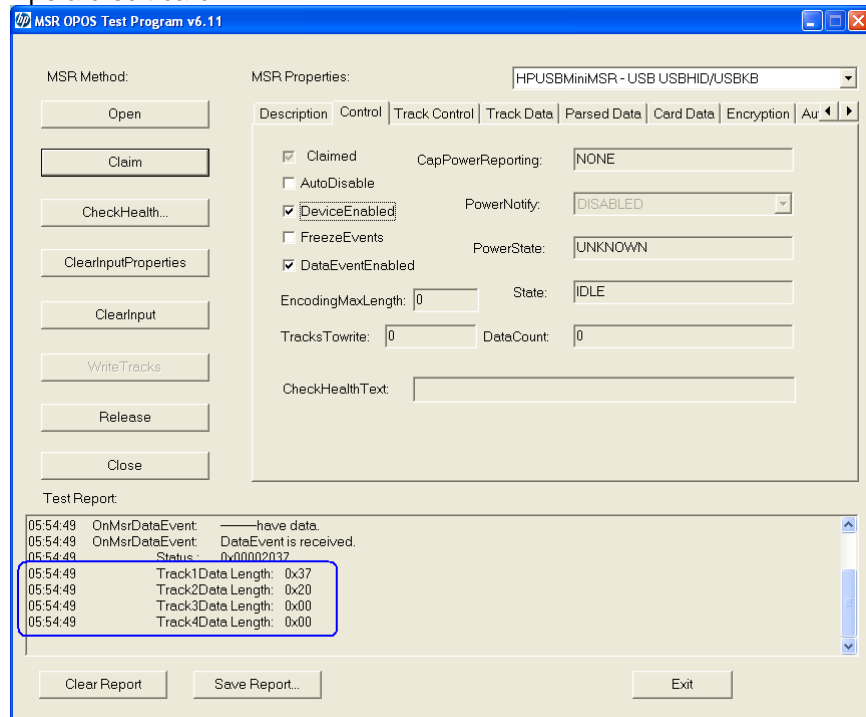 MSR OPOS Test Program v6.11
MSR Method:
MSR Properties:
HPUSBMiniMSR - USB USBHID/USBKB
Open
Claim
CheckHealth...
ClearInputProperties
ClearInput
WriteTracks
Release
Close
Description Control Track Control Track Data Parsed Data Card Data Encryption Au
Claimed
AutoDisable
DeviceEnabled
FreezeEvents
DataEventEnabled
CapPowerReporting: NONE
PowerNotify: DISABLED
PowerState: UNKNOWN
EncodingMaxLength: 0
State: IDLE
TracksTowrite: 0
DataCount: 0
CheckHealthText:
Test Report:
05:54:49 OnMsrDataEvent: ———have data.
05:54:49 OnMsrDataEvent: DataEvent is received.
05:54:49 Status : 0x00002037
05:54:49 Track1Data Length: 0x37
05:54:49 Track2Data Length: 0x20
05:54:49 Track3Data Length: 0x00
05:54:49 Track4Data Length: 0x00
Clear Report
Save Report...
Exit